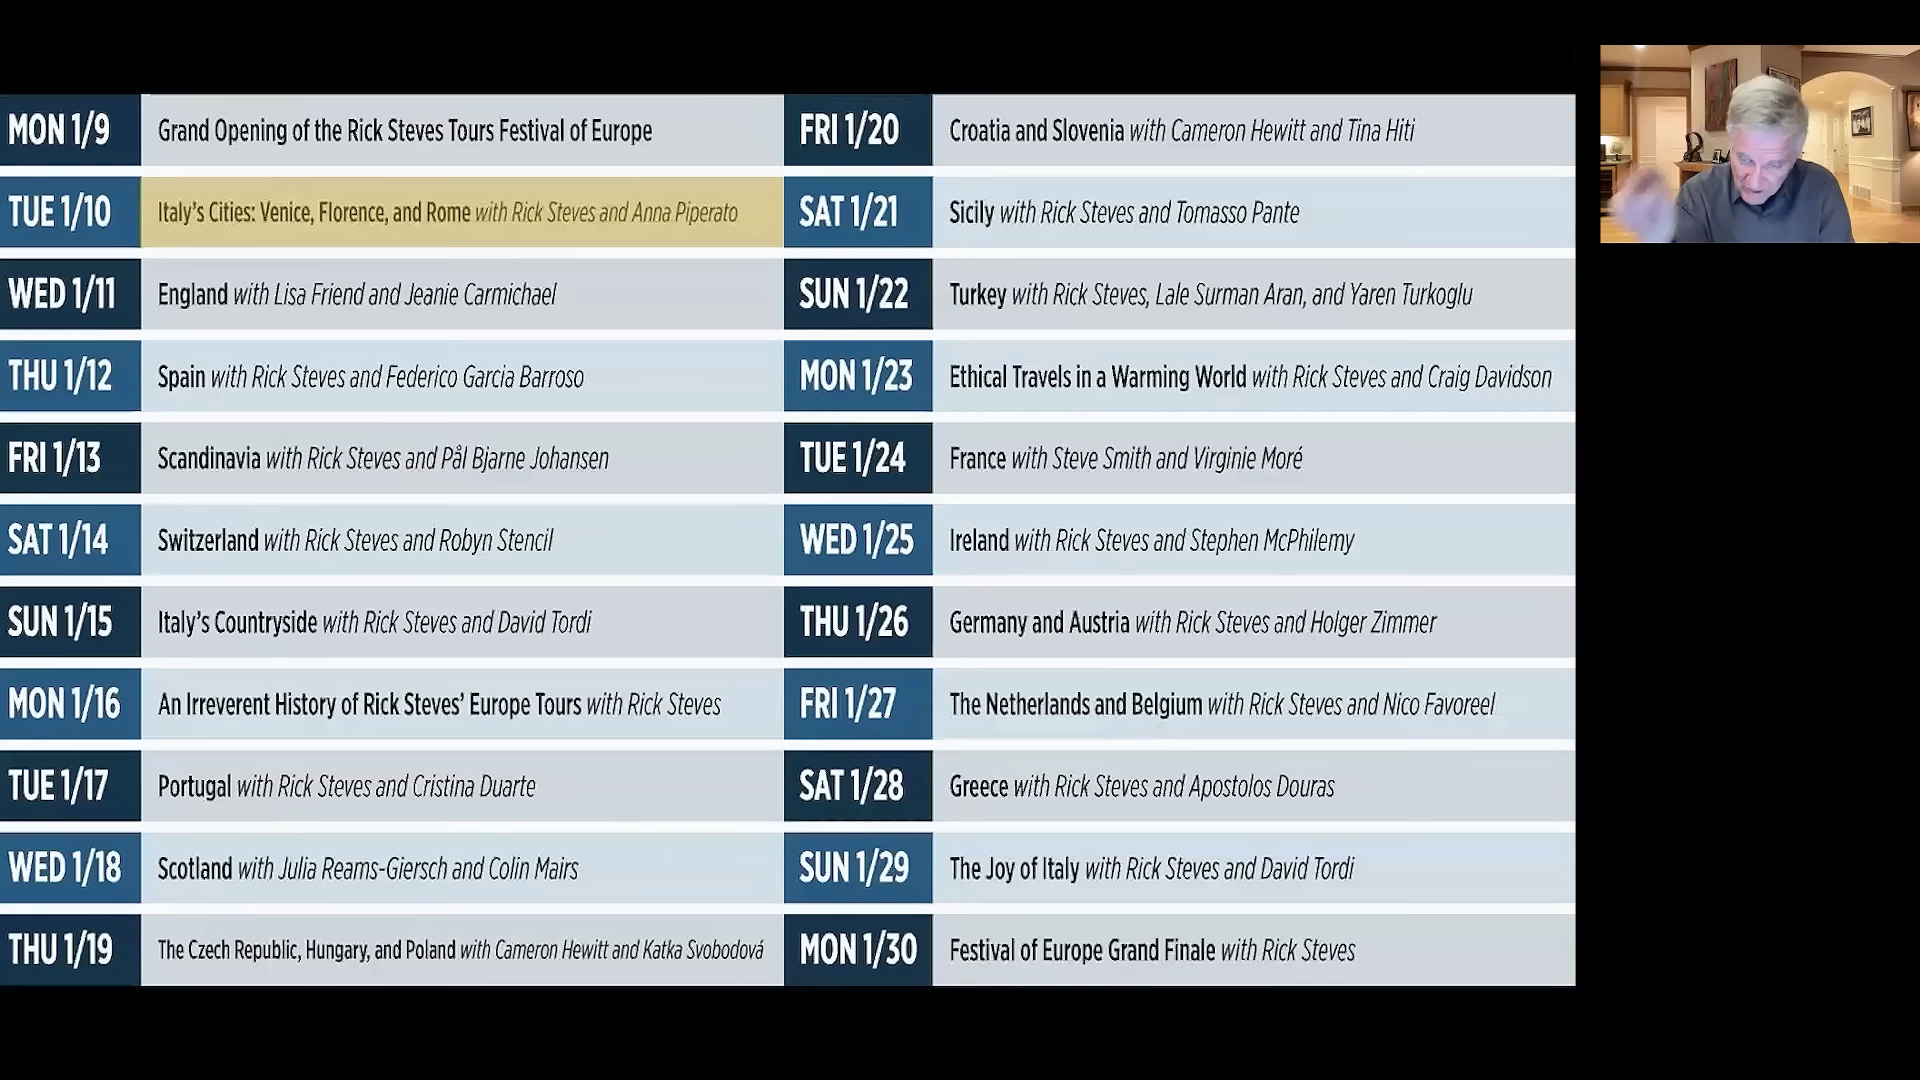 MON 1/9 Grand Opening of the Rick Steves Tours Festival of Europe
TUE 1/10 Italy's Cities: Venice, Florence, and Rome with Rick Steves and Anna Piperato
WED 1/11 England with Lisa Friend and Jeanie Carmichael
THU 1/12 Spain with Rick Steves and Federico Garcia Barroso
FRI 1/13 Scandinavia with Rick Steves and Pål Bjarne Johansen
SAT 1/14 Switzerland with Rick Steves and Robyn Stencil
SUN 1/15 Italy's Countryside with Rick Steves and David Tordi
MON 1/16 An Irreverent History of Rick Steves' Europe Tours with Rick Steves
TUE 1/17 Portugal with Rick Steves and Cristina Duarte
WED 1/18 Scotland with Julia Reams-Giersch and Colin Mairs
THU 1/19 The Czech Republic, Hungary, and Poland with Cameron Hewitt and Katka Svobodová
FRI 1/20 Croatia and Slovenia with Cameron Hewitt and Tina Hiti
SAT 1/21 Sicily with Rick Steves and Tomasso Pante
SUN 1/22 Turkey with Rick Steves, Lale Surman Aran, and Yaren Turkoglu
MON 1/23 Ethical Travels in a Warming World with Rick Steves and Craig Davidson
TUE 1/24 France with Steve Smith and Virginie Moré
WED 1/25 Ireland with Rick Steves and Stephen McPhilemy
THU 1/26 Germany and Austria with Rick Steves and Holger Zimmer
FRI 1/27 The Netherlands and Belgium with Rick Steves and Nico Favoreel
SAT 1/28 Greece with Rick Steves and Apostolos Douras
SUN 1/29 The Joy of Italy with Rick Steves and David Tordi
MON 1/30 Festival of Europe Grand Finale with Rick Steves